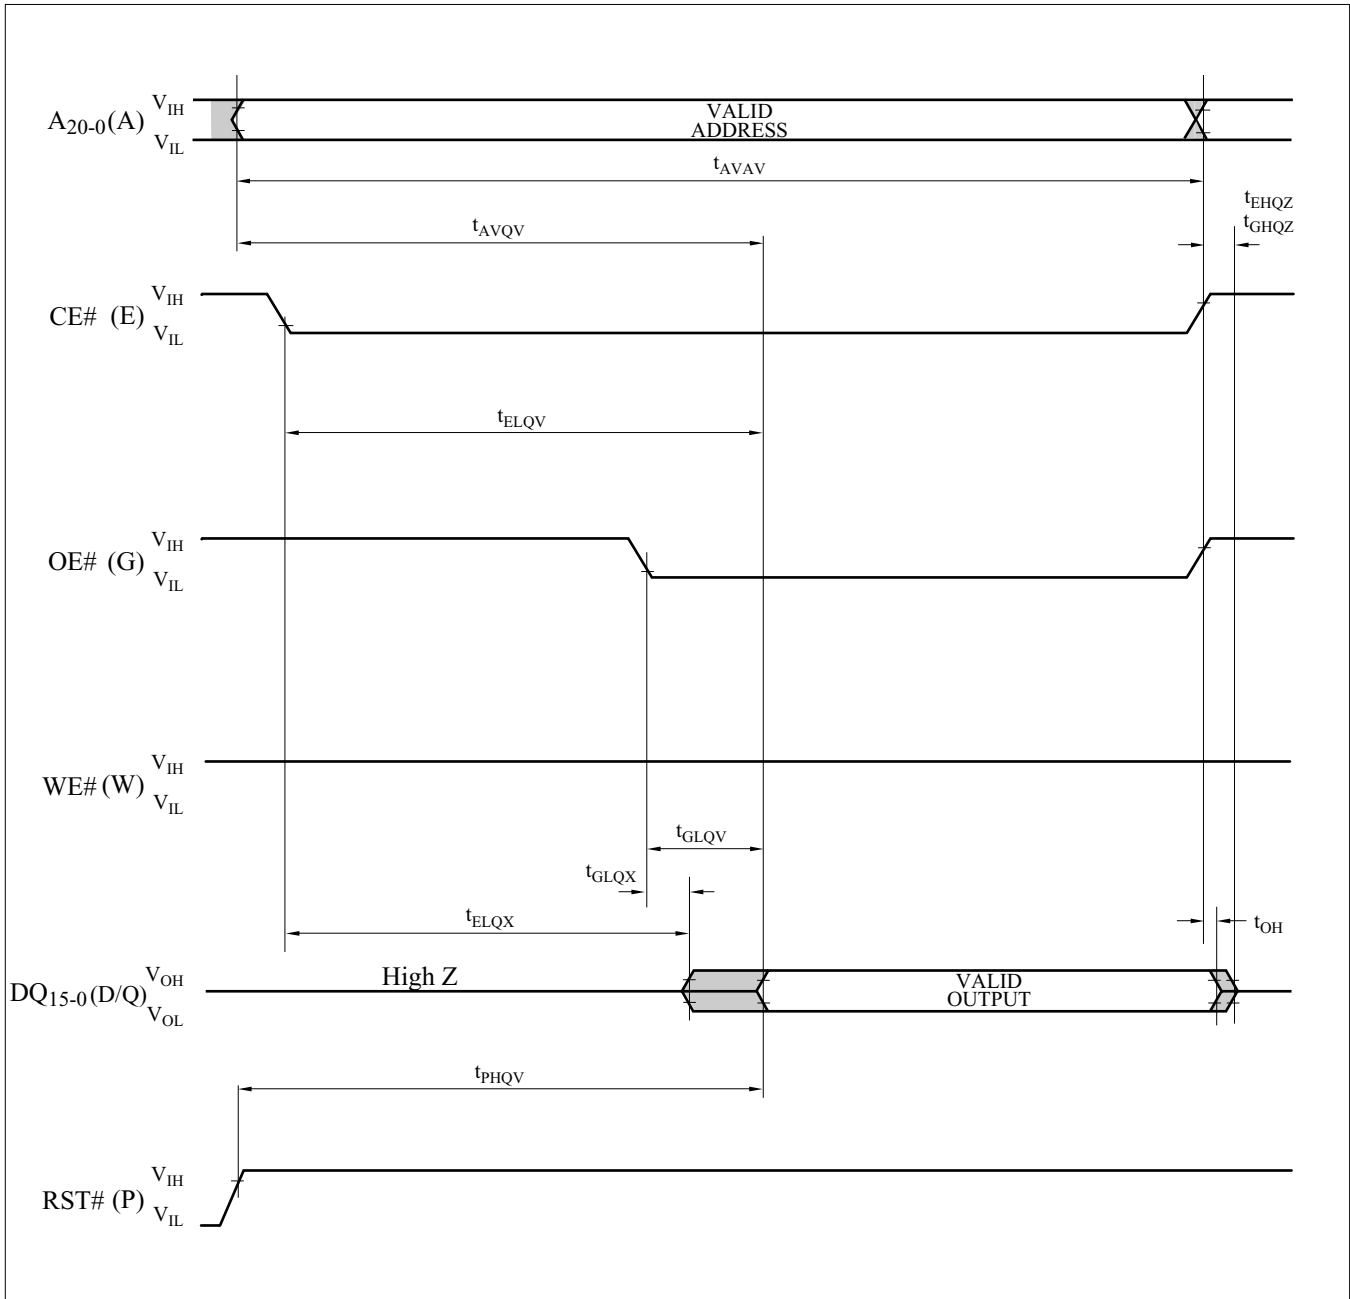 A20-0 (A) VIH VALID
VIL ADDRESS
tAVAV
tEHQZ
tGHQZ
tAVQV
CE# (E) VIH
VIL
tELQV
OE# (G) VIH
VIL
WE# (W) VIH
VIL
tGLQV
tGLQX
tELQX
tOH
DQ15-0 (D/Q) VOH High Z VALID
VOL OUTPUT
tPHQV
RST# (P) VIH
VIL